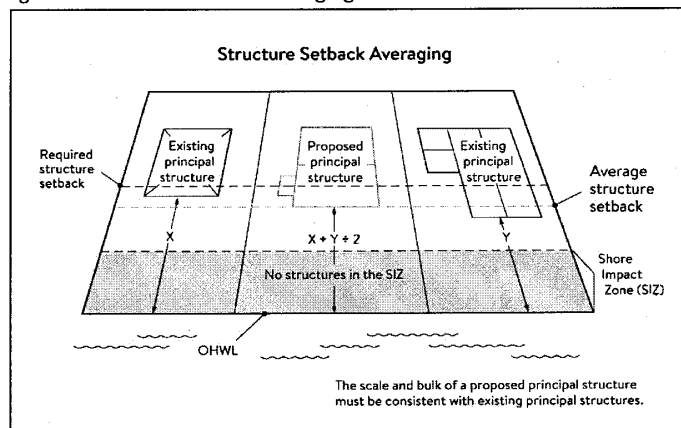 Structure Setback Averaging
Existing
principal
structure
Proposed
principal
structure
Existing
principal
structure
Required
structure
setback
Average
structure
setback
X
X + Y ÷ 2
Y
No structures in the SIZ
Shore
Impact
Zone (SIZ)
OHWL
The scale and bulk of a proposed principal structure
must be consistent with existing principal structures.